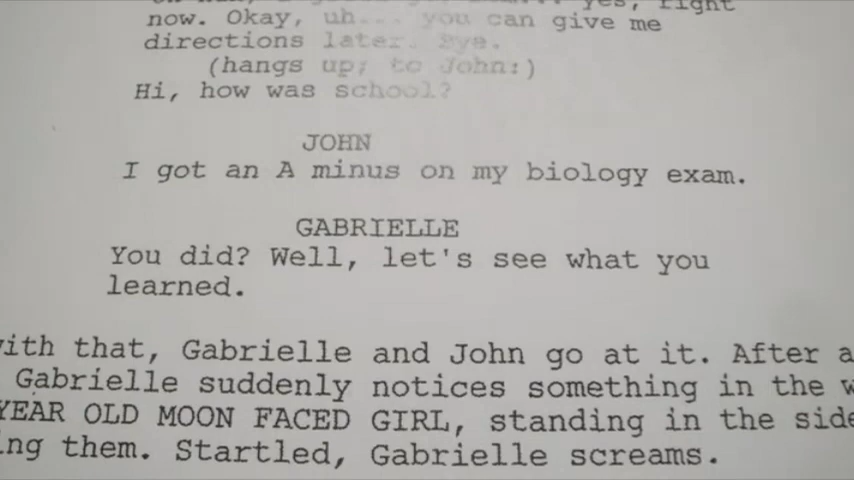 yes, right
now. Okay, uh... you can give me
directions later. Bye.
(hangs up; to John:)
Hi, how was school?
JOHN
I got an A minus on my biology exam.
GABRIELLE
You did? Well, let's see what you
learned.
with that, Gabrielle and John go at it. After a
Gabrielle suddenly notices something in the w
YEAR OLD MOON FACED GIRL, standing in the side
ing them. Startled, Gabrielle screams.